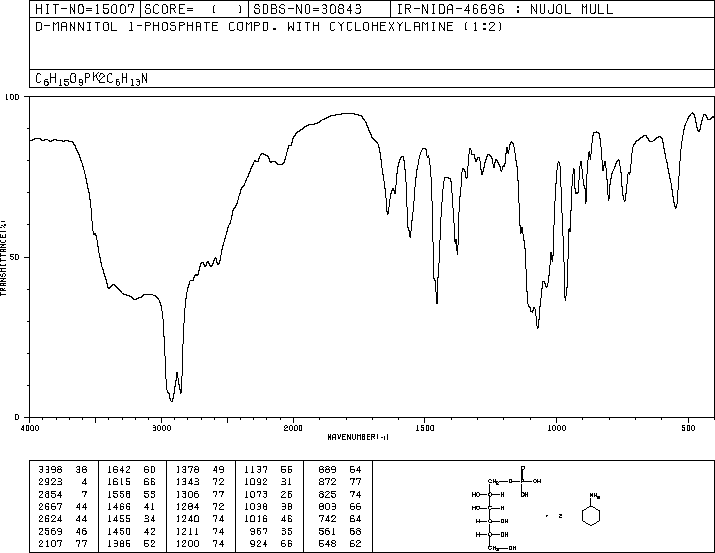 HIT-NO=15007 SCORE= ( ) SDBS-NO=30843 IR-NIDA-46696 : NUJOL MULL
D-MANNITOL 1-PHOSPHATE COMPD. WITH CYCLOHEXYLAMINE (1:2)
C6H15O9P*2C6H13N
100
50
0
TRANSMITTANCE(%)
4000 3000 2000 1500 1000 500
WAVENUMBER(-1)
3398 38 1642 60 1378 49 1137 55 889 64
2923 4 1615 66 1343 72 1092 31 872 77
2854 7 1558 53 1306 77 1073 26 825 74
2667 44 1466 41 1284 72 1038 38 803 66
2624 44 1455 34 1240 74 1016 46 742 64
2569 46 1450 42 1211 74 967 35 561 58
2107 77 1386 52 1200 74 924 66 548 62
O
CH2 O P OH
HO H OH
HO H
H OH
H OH
CH2OH
NH2
2